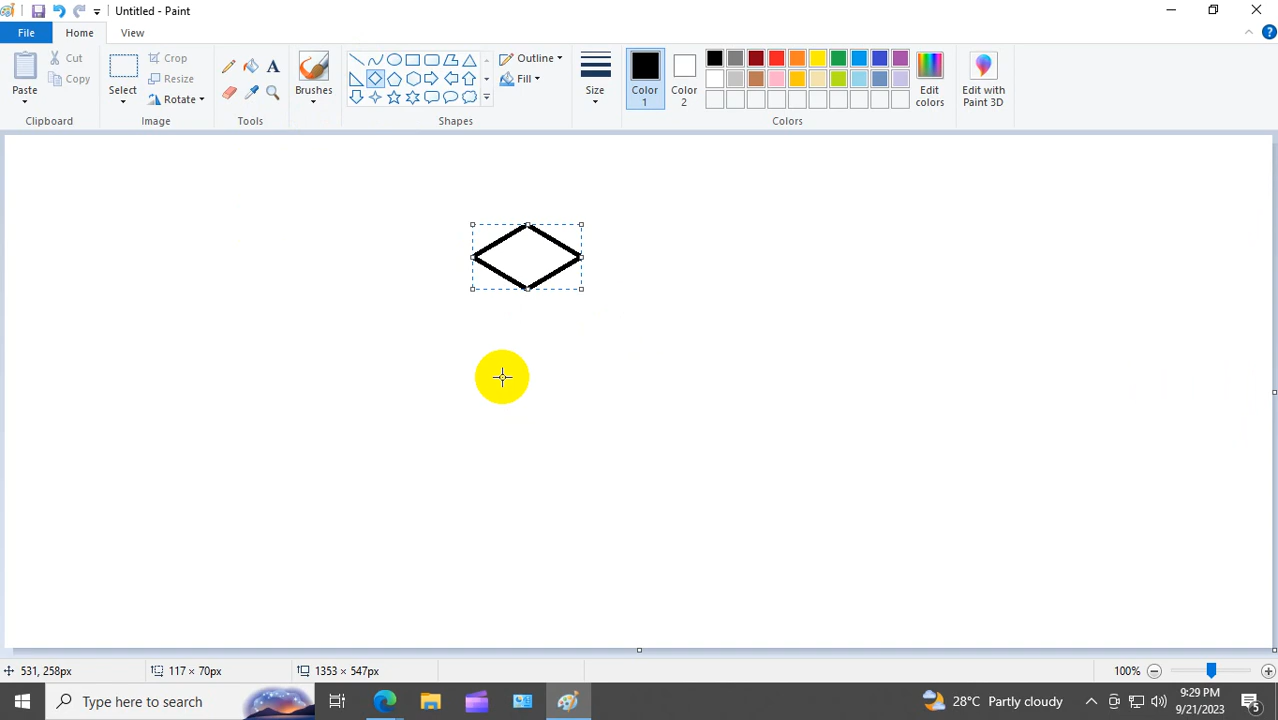 Untitled - Paint
File Home View
Paste
Cut
Copy
Clipboard
Select
Crop
Resize
Rotate
Image
A
Tools
Brushes
Outline
Fill
Shapes
Size
Color 1
Color 2
Edit colors
Colors
Edit with Paint 3D
531, 258px
117 × 70px
1353 × 547px
100%
Type here to search
28°C Partly cloudy
9:29 PM
9/21/2023
5